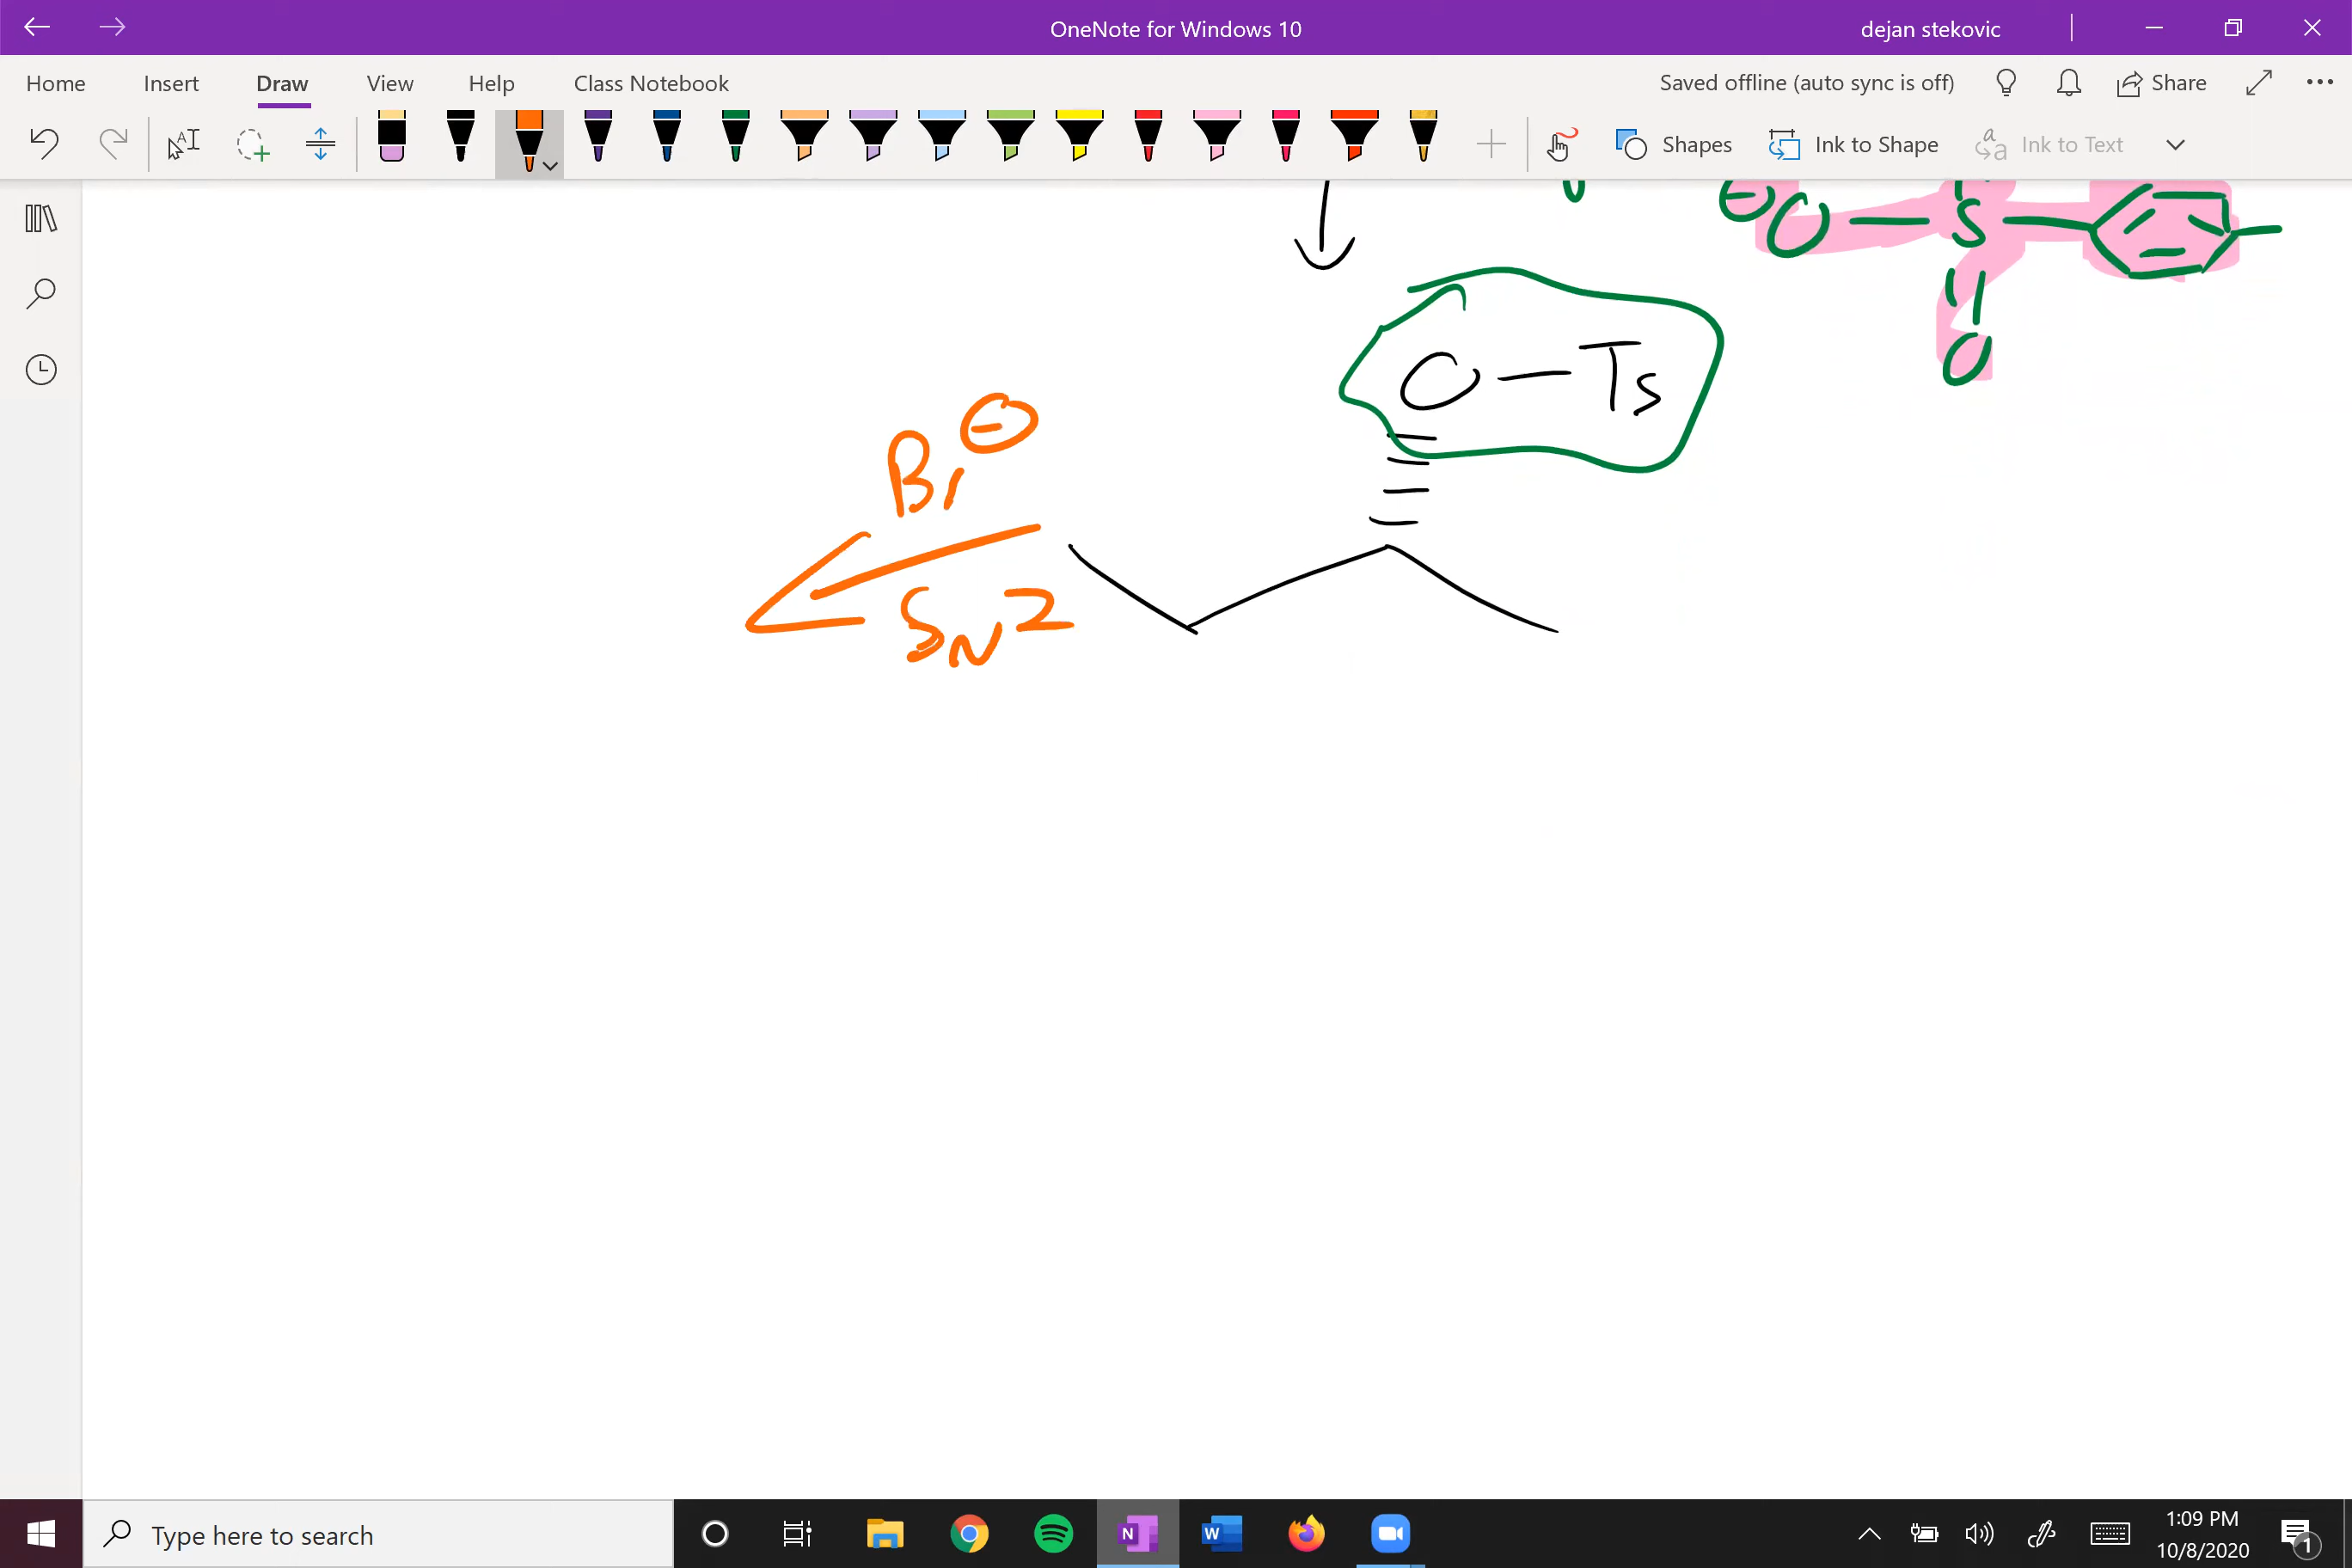 OneNote for Windows 10
dejan stekovic
Home Insert Draw View Help Class Notebook
Saved offline (auto sync is off) Share
AI Shapes Ink to Shape a a Ink to Text
⊖O — S
O
O — Ts
Br⊖
SN2
N W
Type here to search
1:09 PM
10/8/2020
1